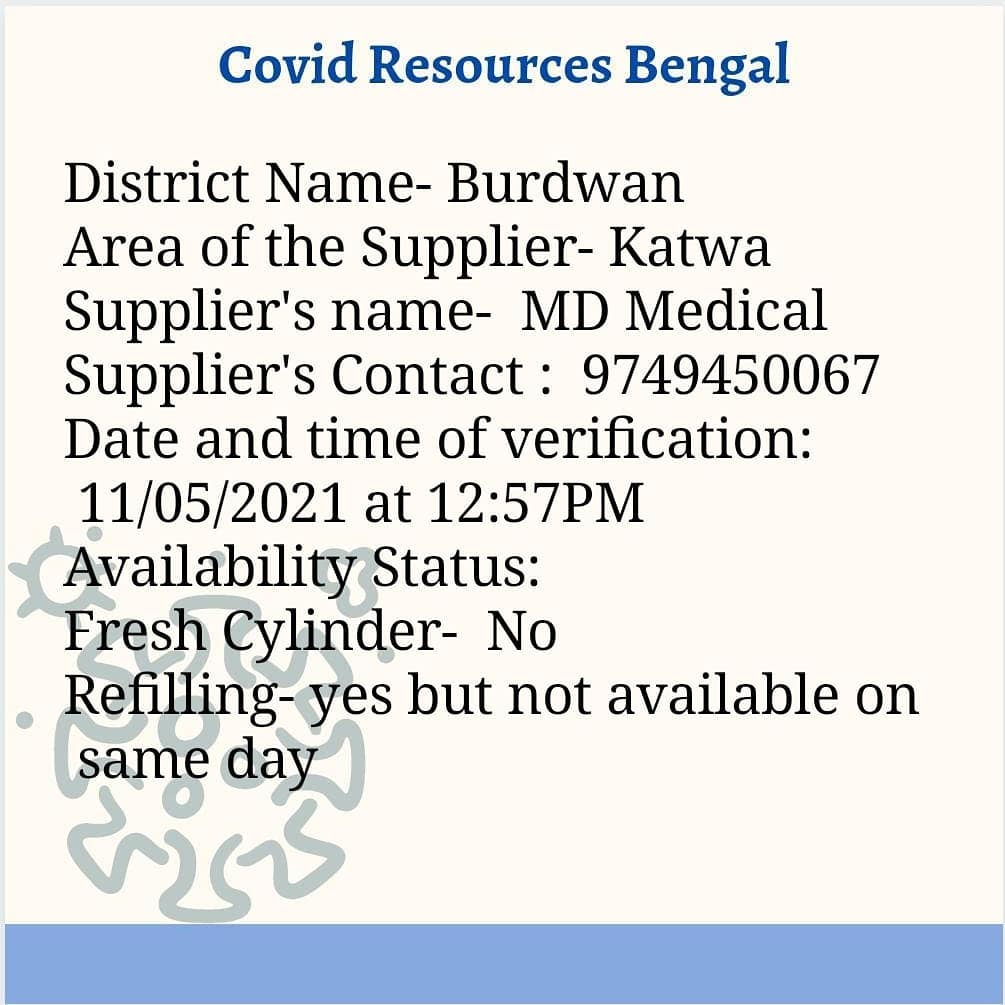 Covid Resources Bengal
District Name- Burdwan
Area of the Supplier- Katwa
Supplier's name-  MD Medical
Supplier's Contact :  9749450067
Date and time of verification:
11/05/2021 at 12:57PM
Availability Status:
Fresh Cylinder-  No
Refilling- yes but not available on
same day